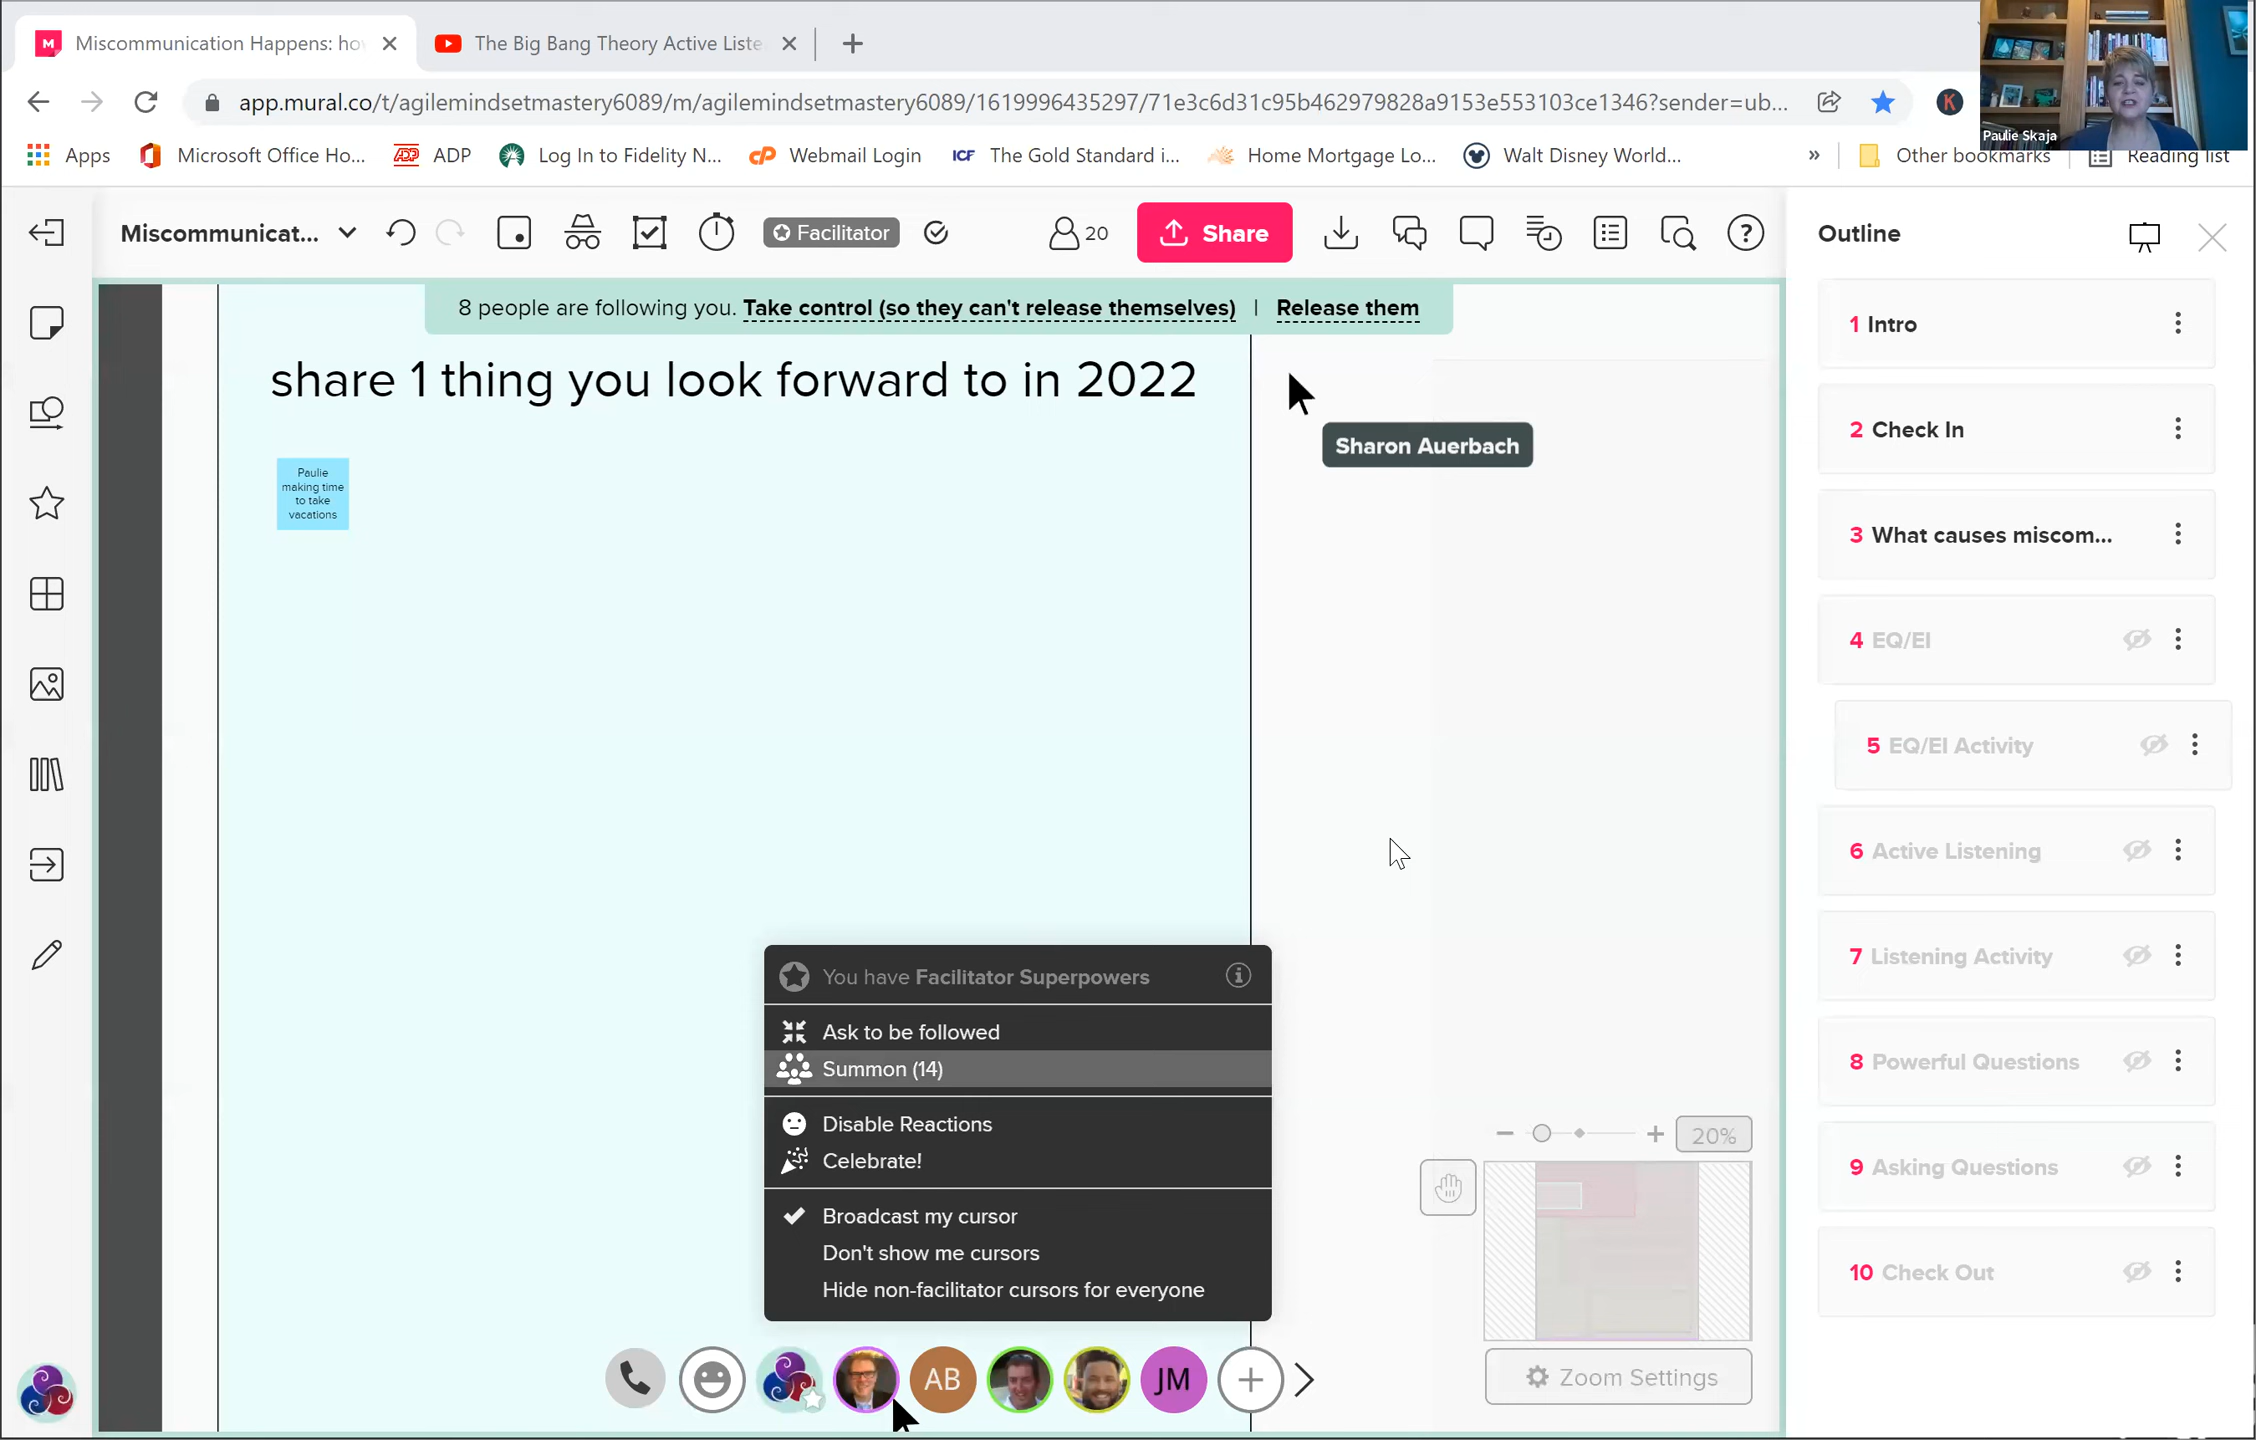 Miscommunication Happens: ho
The Big Bang Theory Active Liste
app.mural.co/t/agilemindsetmastery6089/m/agilemindsetmastery6089/1619996435297/71e3c6d31c95b462979828a9153e553103ce1346?sender=ub...
K
Paulie Skaja
Apps
Microsoft Office Ho...
ADP
Log In to Fidelity N...
Webmail Login
ICF The Gold Standard i...
Home Mortgage Lo...
Walt Disney World...
»
Other bookmarks
Reading list
Miscommunicat...
Facilitator
20
Share
Outline
8 people are following you. Take control (so they can't release themselves) | Release them
share 1 thing you look forward to in 2022
Sharon Auerbach
Paulie
making time
to take
vacations
1 Intro
2 Check In
3 What causes miscom...
4 EQ/EI
5 EQ/EI Activity
6 Active Listening
7 Listening Activity
8 Powerful Questions
9 Asking Questions
10 Check Out
You have Facilitator Superpowers
Ask to be followed
Summon (14)
Disable Reactions
Celebrate!
Broadcast my cursor
Don't show me cursors
Hide non-facilitator cursors for everyone
20%
Zoom Settings
AB
JM